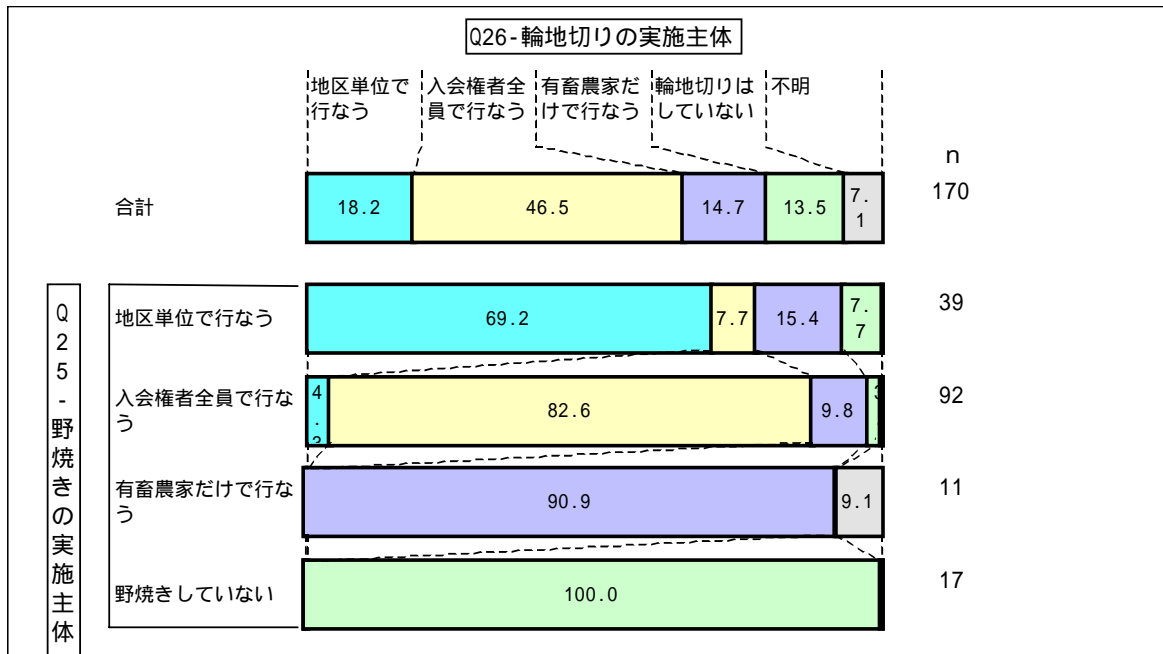 Q26-輪地切りの実施主体
地区単位で
行なう
入会権者全
員で行なう
有畜農家だ
けで行なう
輪地切りは
していない
不明
n
合計
18.2
46.5
14.7
13.5
7.
1
170
Q25-野焼きの実施主体
地区単位で行なう
69.2
7.7
15.4
7.
7
39
入会権者全員で行な
う
4
.
82.6
9.8
92
有畜農家だけで行な
う
90.9
9.1
11
野焼きしていない
100.0
17